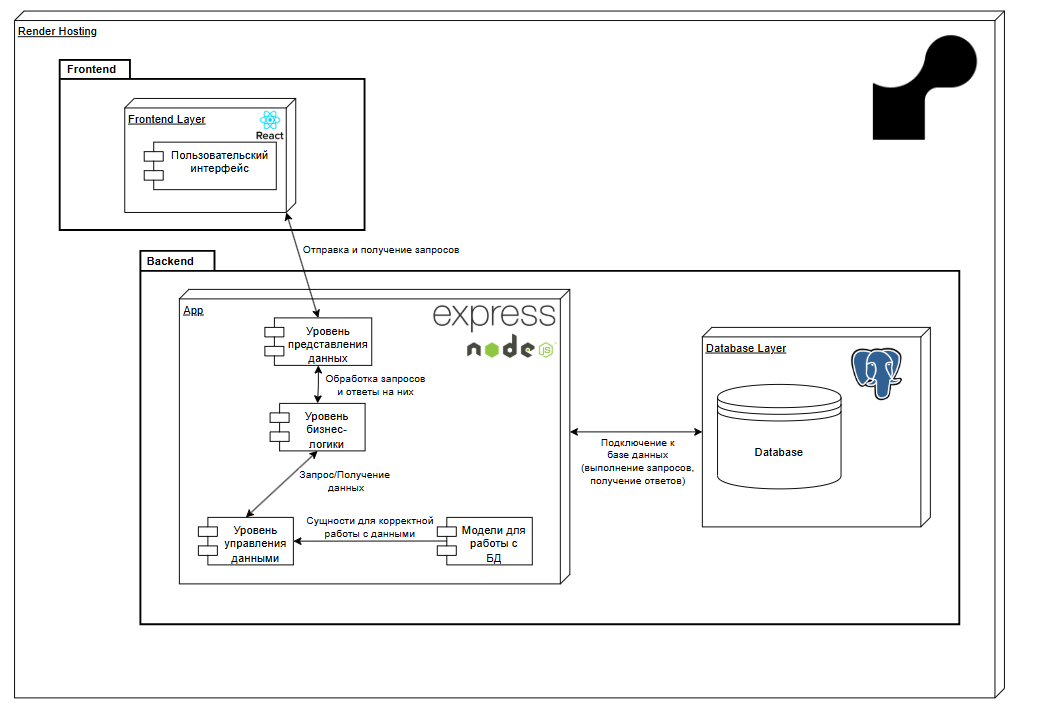 Render Hosting
Frontend
Frontend Layer
React
Пользовательский
интерфейс
Отправка и получение запросов
Backend
App
express
node
JS
Уровень
представления
данных
Обработка запросов
и ответы на них
Уровень
бизнес-
логики
Запрос/Получение
данных
Уровень
управления
данными
Сущности для корректной
работы с данными
Модели для
работы с
БД
Подключение к
базе данных
(выполнение запросов,
получение ответов)
Database Layer
Database